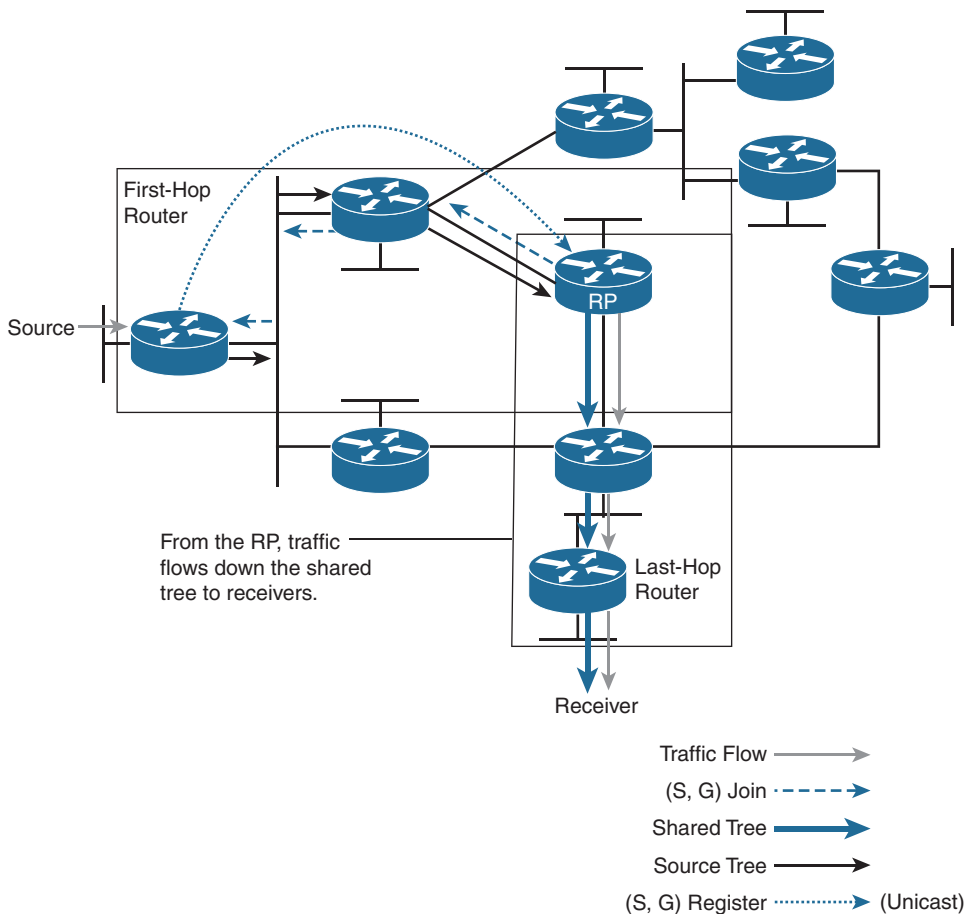 First-Hop
Router
RP
Source
From the RP, traffic
flows down the shared
tree to receivers.
Last-Hop
Router
Receiver
Traffic Flow
(S, G) Join
Shared Tree
Source Tree
(S, G) Register (Unicast)